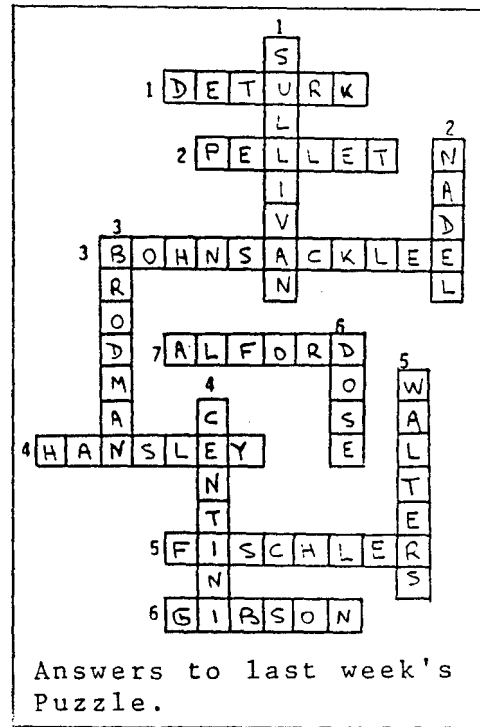 1
S
1 DETURK
U
L
2 PELLET
2
N
A
I
D
V
3
3 BOHNSACKLEE
R
N
L
O
7 ALFORD
6
D
O
5
W
M
S
A
A
4
C
L
4 HANSLEY
E
T
N
E
T
5 FISCHLER
S
N
6 GIBSON
Answers to last week's
Puzzle.